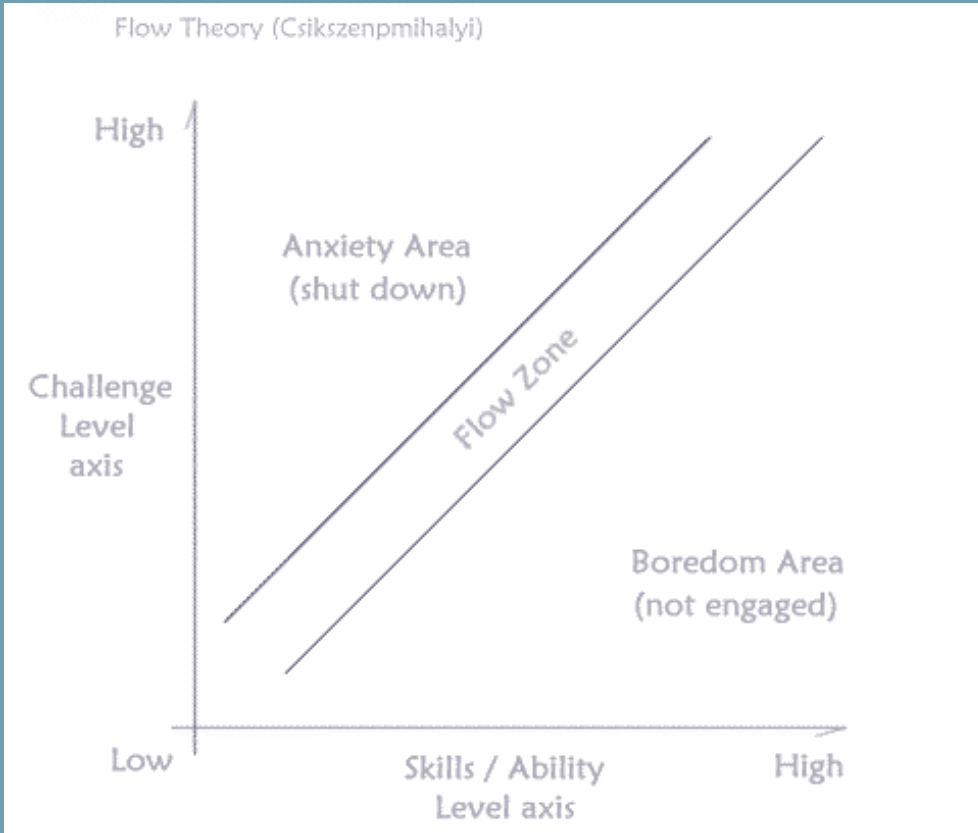 Flow Theory (Csikszenpmihalyi)
High
Anxiety Area
(shut down)
Challenge
Level
axis
Flow Zone
Boredom Area
(not engaged)
Low
Skills / Ability
Level axis
High